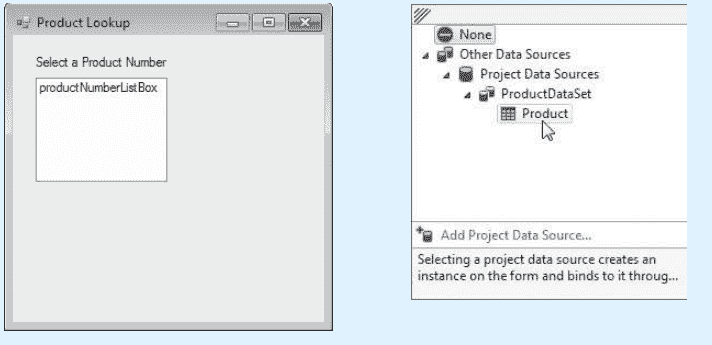 Product Lookup
Select a Product Number
productNumberListBox
None
Other Data Sources
Project Data Sources
ProductDataSet
Product
Add Project Data Source...
Selecting a project data source creates an
instance on the form and binds to it throug...